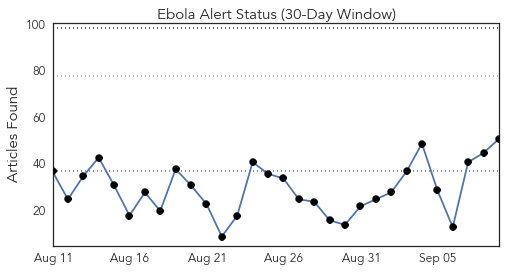 Ebola Alert Status (30-Day Window)
100
80
60
40
20
Articles Found
Aug 11 Aug 16 Aug 21 Aug 26 Aug 31 Sep 05